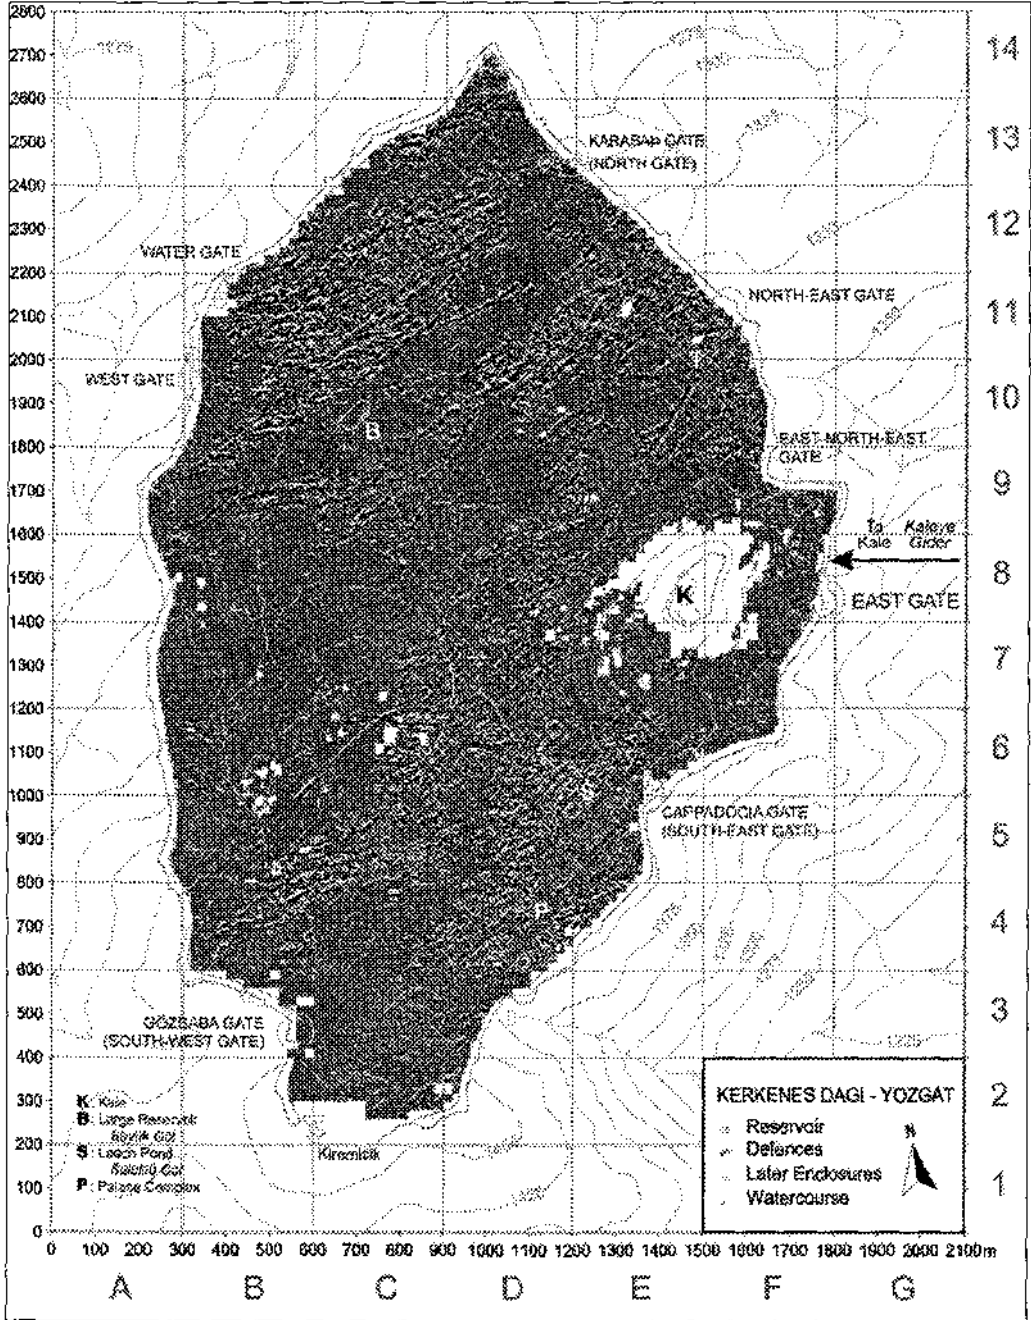 2800
2700
2600
2500
2400
2300
2200
2100
2000
1900
1800
1700
1600
1500
1400
1300
1200
1100
1000
900
800
700
600
500
400
300
200
100
0
14
13
12
11
10
9
8
7
6
5
4
3
2
1
KARABAŞ GATE
(NORTH GATE)
WATER GATE
NORTH-EAST GATE
WEST GATE
B
EAST-NORTH-EAST
GATE
To Kaleye
Kale Gider
K
EAST GATE
S
CAPPADOCIA GATE
(SOUTH-EAST GATE)
P
GÖZBABA GATE
(SOUTH-WEST GATE)
Kiremitlik
K : Kale
B : Large Reservoir
S
P : Palace Complex
KERKENES DAGI - YOZGAT
Reservoir
Defences
Later Enclosures
Watercourse
N
0 100 200 300 400 500 600 700 800 900 1000 1100 1200 1300 1400 1500 1600 1700 1800 1900 2000 2100m
A B C D E F G